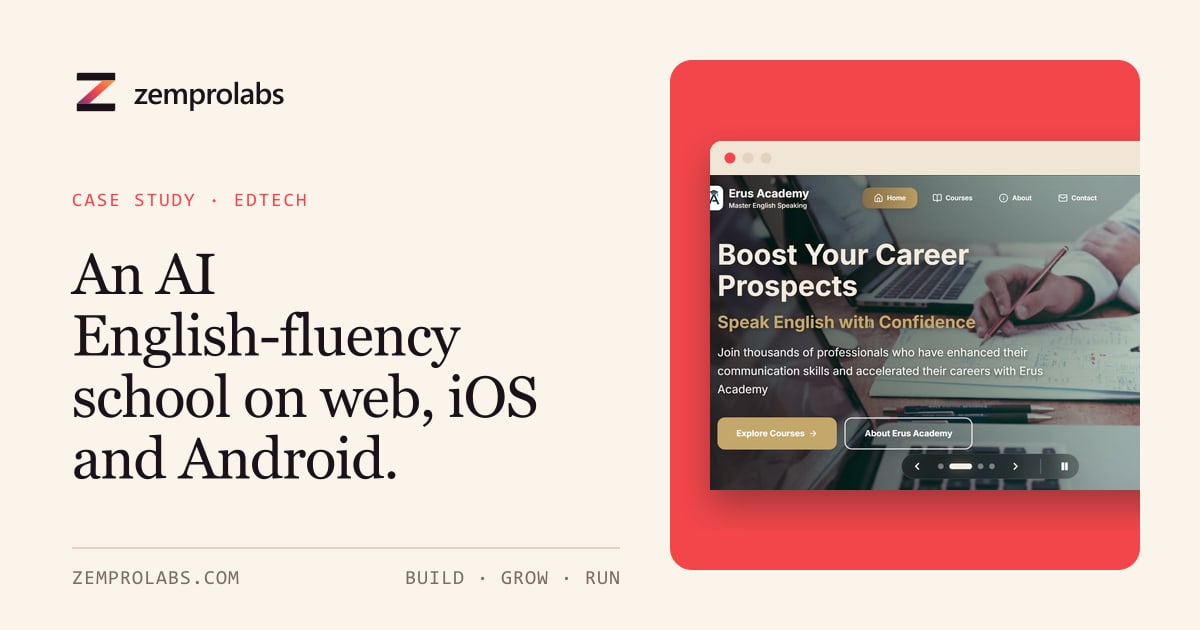 zemprolabs
CASE STUDY · EDTECH
An AI
English-fluency
school on web, iOS
and Android.
ZEMPROLABS.COM
BUILD · GROW · RUN
Erus Academy
Master English Speaking
Home
Courses
About
Contact
Boost Your Career
Prospects
Speak English with Confidence
Join thousands of professionals who have enhanced their
communication skills and accelerated their careers with Erus
Academy
Explore Courses →
About Erus Academy